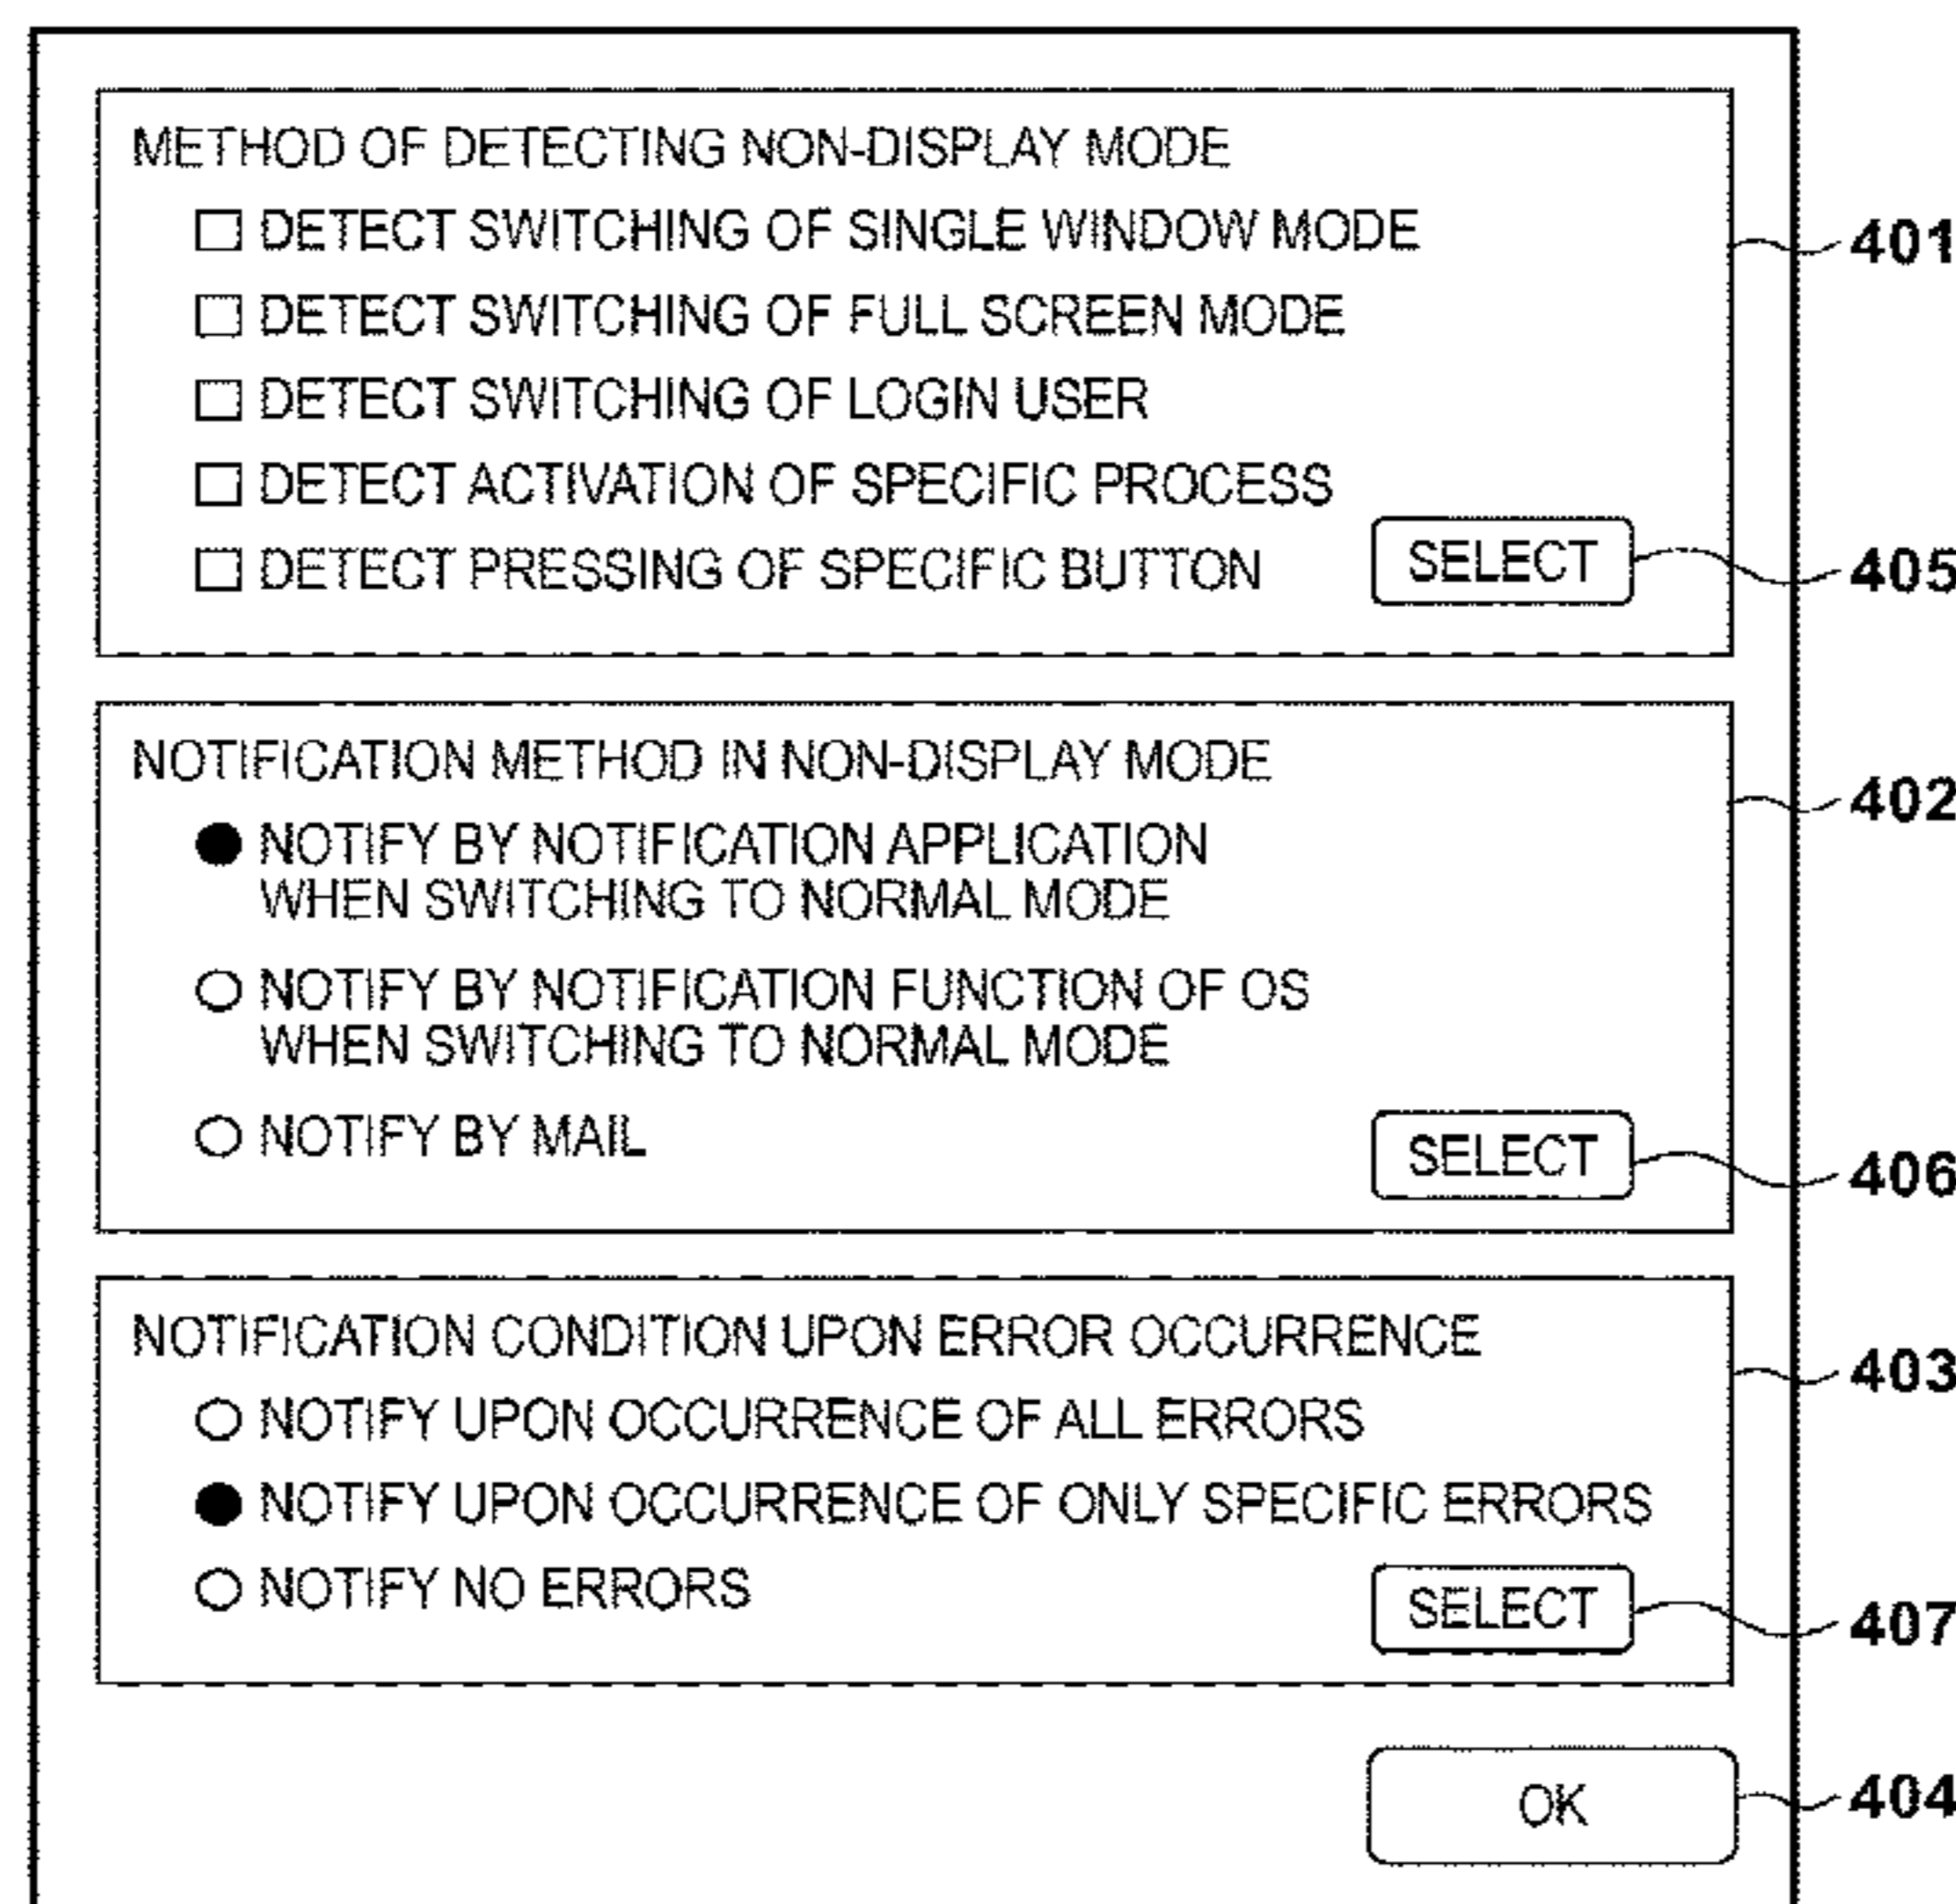 METHOD OF DETECTING NON-DISPLAY MODE
DETECT SWITCHING OF SINGLE WINDOW MODE
401
DETECT SWITCHING OF FULL SCREEN MODE
DETECT SWITCHING OF LOGIN USER
DETECT ACTIVATION OF SPECIFIC PROCESS
DETECT PRESSING OF SPECIFIC BUTTON
SELECT
405
NOTIFICATION METHOD IN NON-DISPLAY MODE
402
NOTIFY BY NOTIFICATION APPLICATION
WHEN SWITCHING TO NORMAL MODE
NOTIFY BY NOTIFICATION FUNCTION OF OS
WHEN SWITCHING TO NORMAL MODE
NOTIFY BY MAIL
SELECT
406
NOTIFICATION CONDITION UPON ERROR OCCURRENCE
403
NOTIFY UPON OCCURRENCE OF ALL ERRORS
NOTIFY UPON OCCURRENCE OF ONLY SPECIFIC ERRORS
NOTIFY NO ERRORS
SELECT
407
OK
404